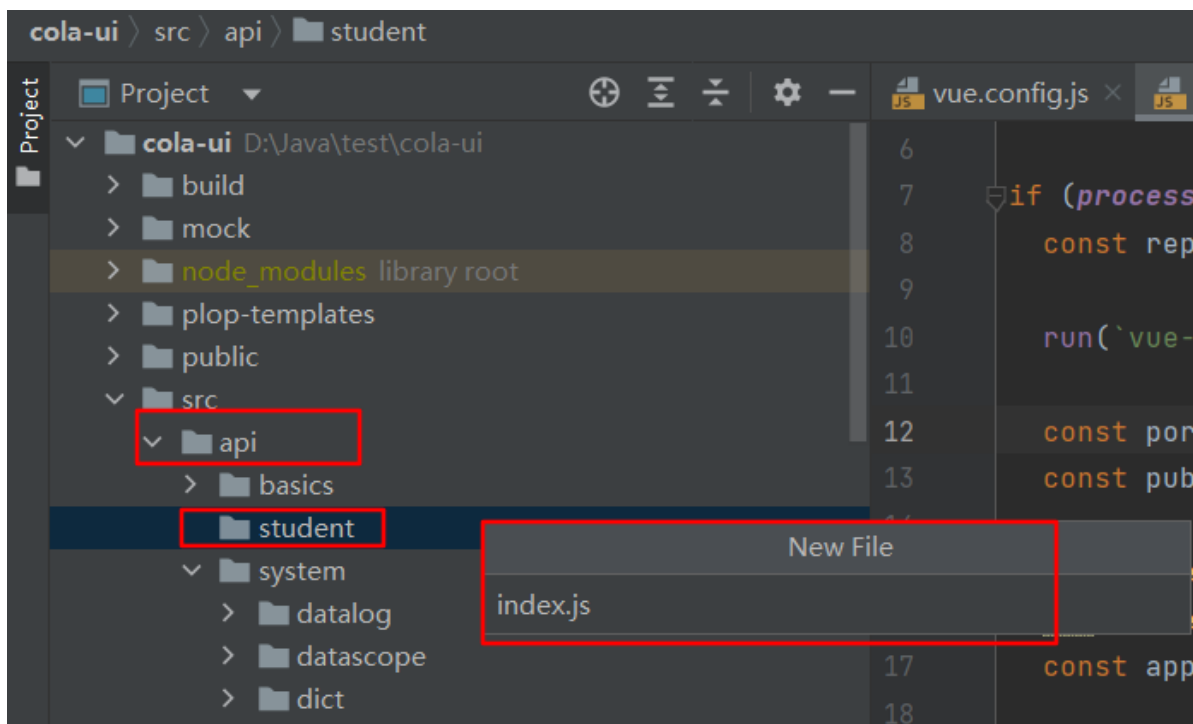 cola-ui 〉 src 〉 api 〉 student
Project
Project
vue.config.js
JS
JS
cola-ui D:\Java\test\cola-ui
build
mock
node_modules library root
plop-templates
public
src
api
basics
student
system
datalog
datascope
dict
6
7 if (process
8 const rep
9
10 run(`vue-
11
12 const por
13 const pub
New File
index.js
17 const app
18